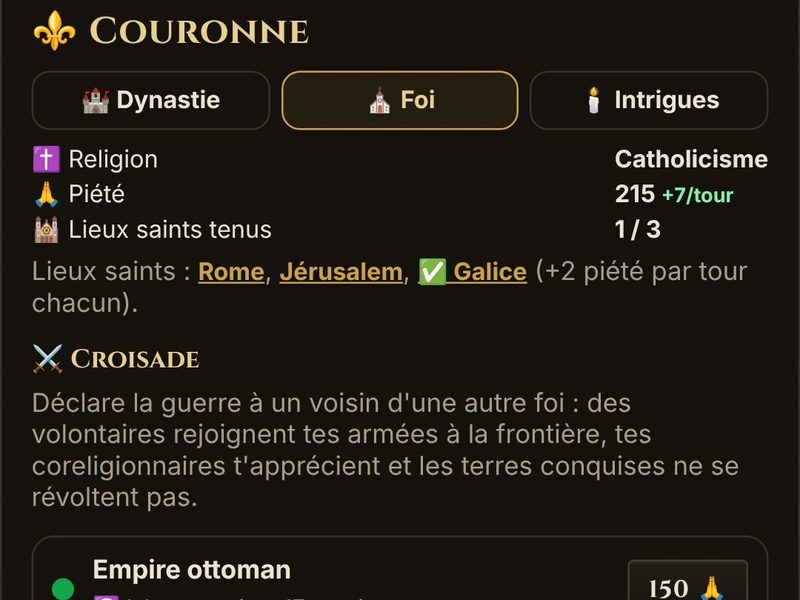 Couronne
Dynastie
Foi
Intrigues
Religion
Catholicisme
Piété
215 +7/tour
Lieux saints tenus
1 / 3
Lieux saints : Rome, Jérusalem, ✅ Galice (+2 piété par tour
chacun).
Croisade
Déclare la guerre à un voisin d'une autre foi : des
volontaires rejoignent tes armées à la frontière, tes
coreligionnaires t'apprécient et les terres conquises ne se
révoltent pas.
Empire ottoman
150